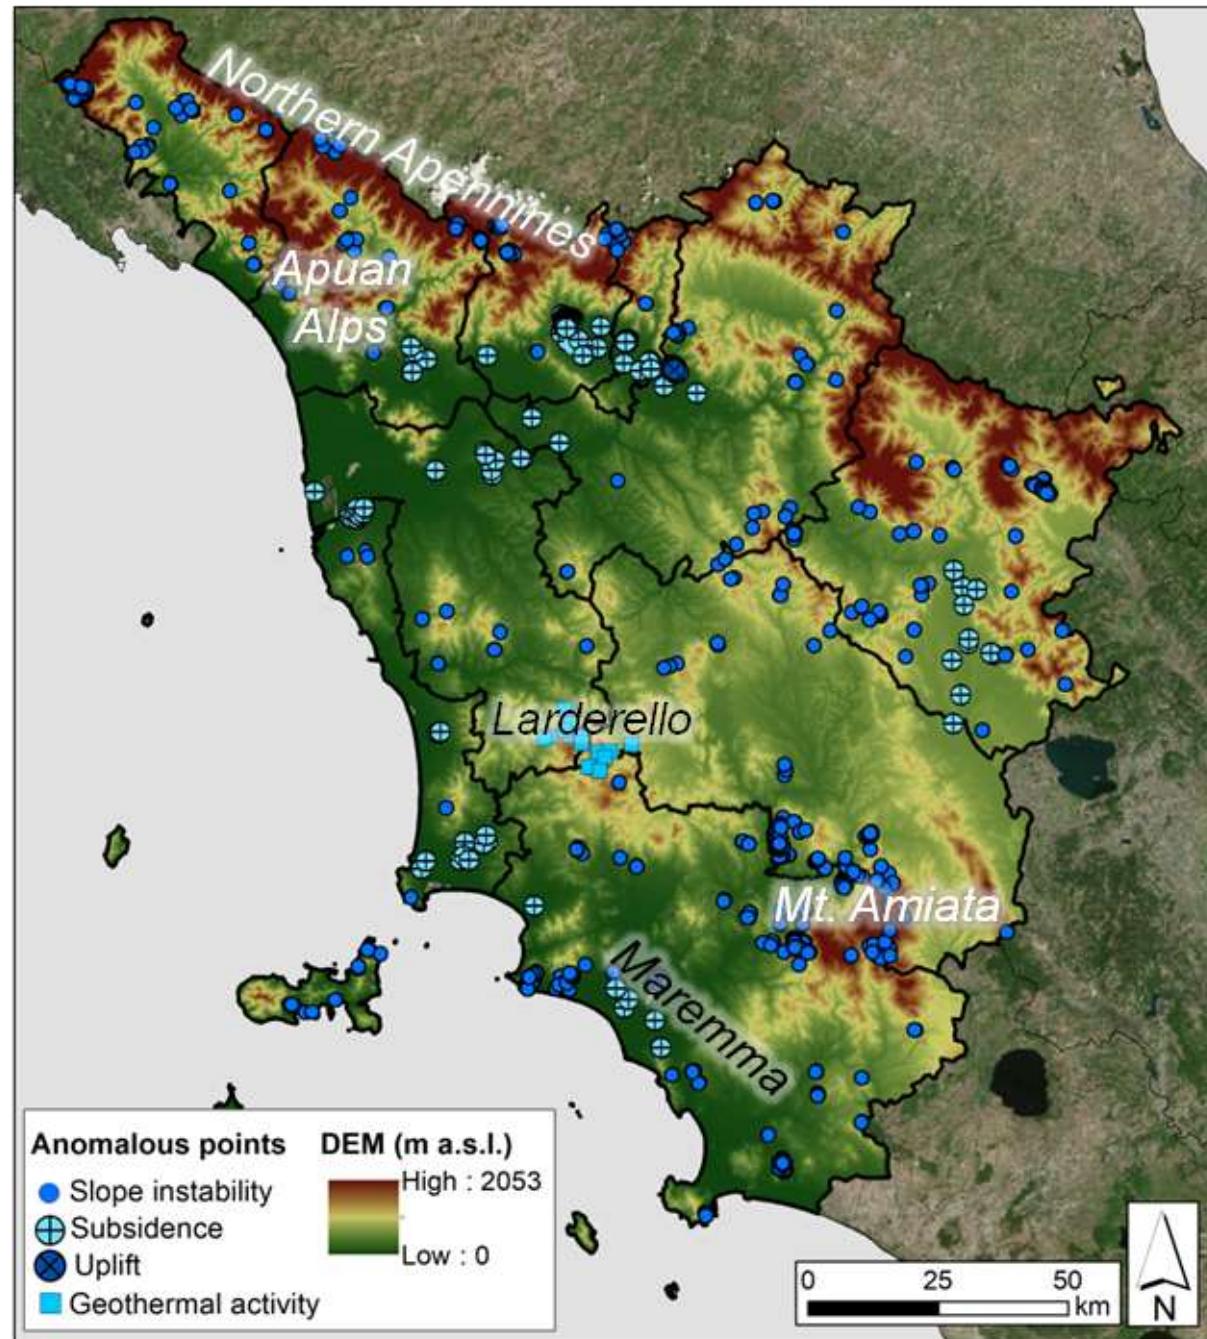 Northern Apennines
Apuan
Alps
Larderello
Mt. Amiata
Maremma
Anomalous points
Slope instability
Subsidence
Uplift
Geothermal activity
DEM (m a.s.l.)
High : 2053
Low : 0
0 25 50
km
N